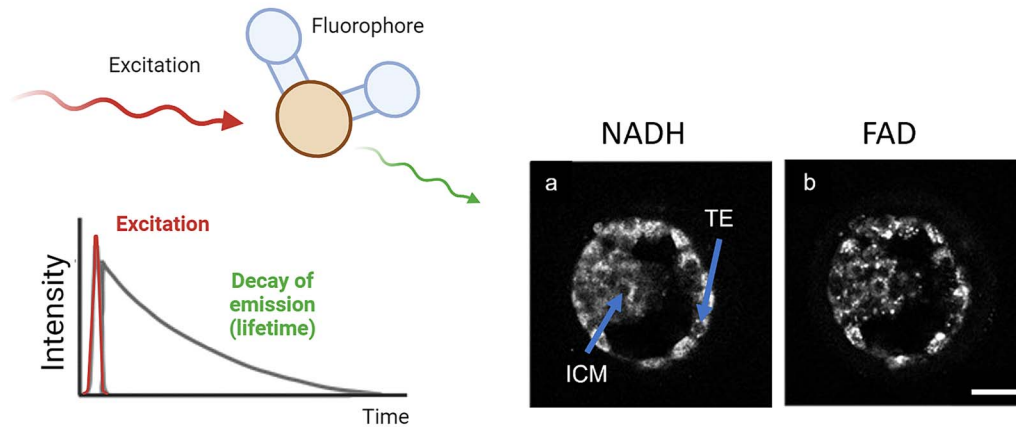 Fluorophore
Excitation
Excitation
Decay of
emission
(lifetime)
Intensity
Time
NADH
FAD
a
TE
ICM
b